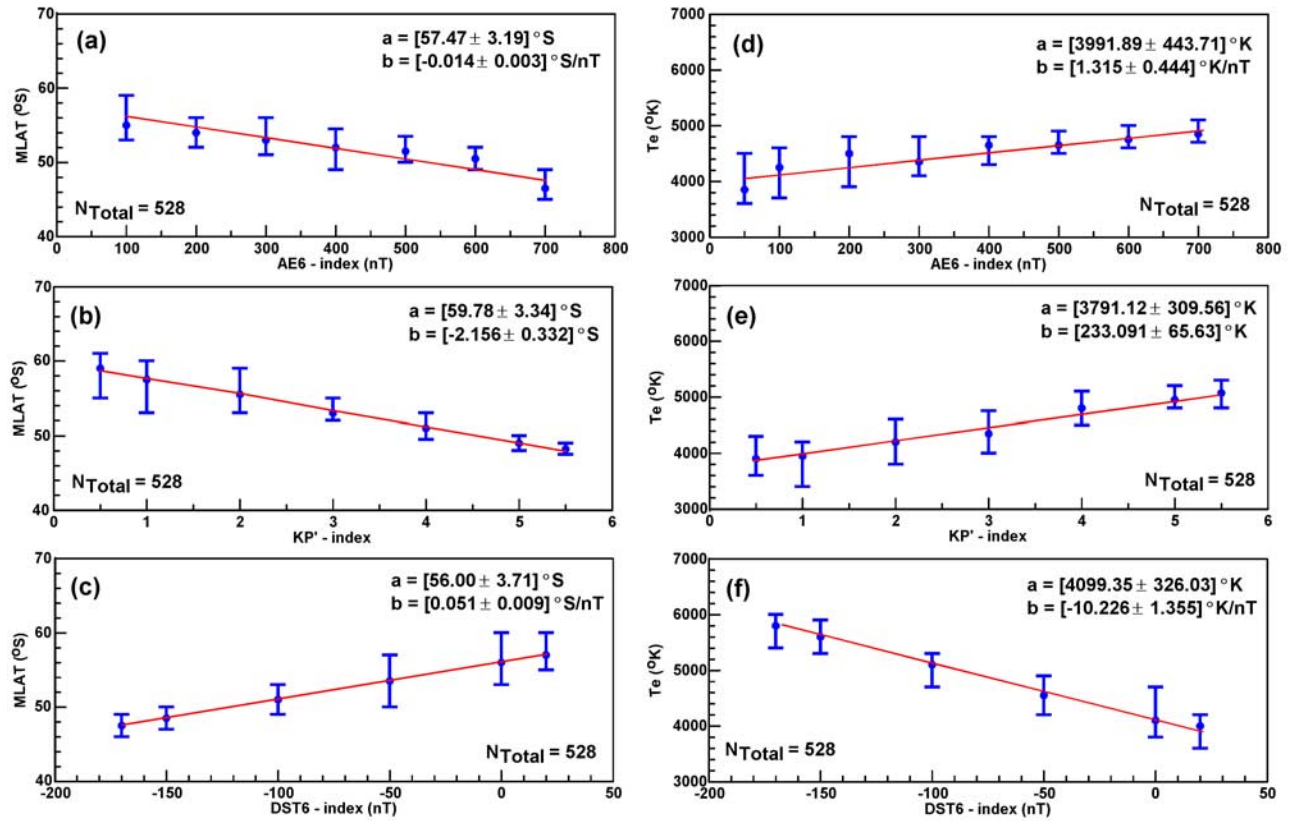 (a)
a = [57.47 ± 3.19] °S
b = [-0.014 ± 0.003] °S/nT
N Total = 528
MLAT (°S)
70
60
50
40
0 100 200 300 400 500 600 700 800
AE6 - index (nT)
(d)
a = [3991.89 ± 443.71] °K
b = [1.315 ± 0.444] °K/nT
N Total = 528
Te (°K)
7000
6000
5000
4000
3000
0 100 200 300 400 500 600 700 800
AE6 - index (nT)
(b)
a = [59.78 ± 3.34] °S
b = [-2.156 ± 0.332] °S
N Total = 528
MLAT (°S)
70
60
50
40
0 1 2 3 4 5 6
KP' - index
(e)
a = [3791.12 ± 309.56] °K
b = [233.091 ± 65.63] °K
N Total = 528
Te (°K)
7000
6000
5000
4000
3000
0 1 2 3 4 5 6
KP' - index
(c)
a = [56.00 ± 3.71] °S
b = [0.051 ± 0.009] °S/nT
N Total = 528
MLAT (°S)
70
60
50
40
-200 -150 -100 -50 0 50
DST6 - index (nT)
(f)
a = [4099.35 ± 326.03] °K
b = [-10.226 ± 1.355] °K/nT
N Total = 528
Te (°K)
7000
6000
5000
4000
3000
-200 -150 -100 -50 0 50
DST6 - index (nT)